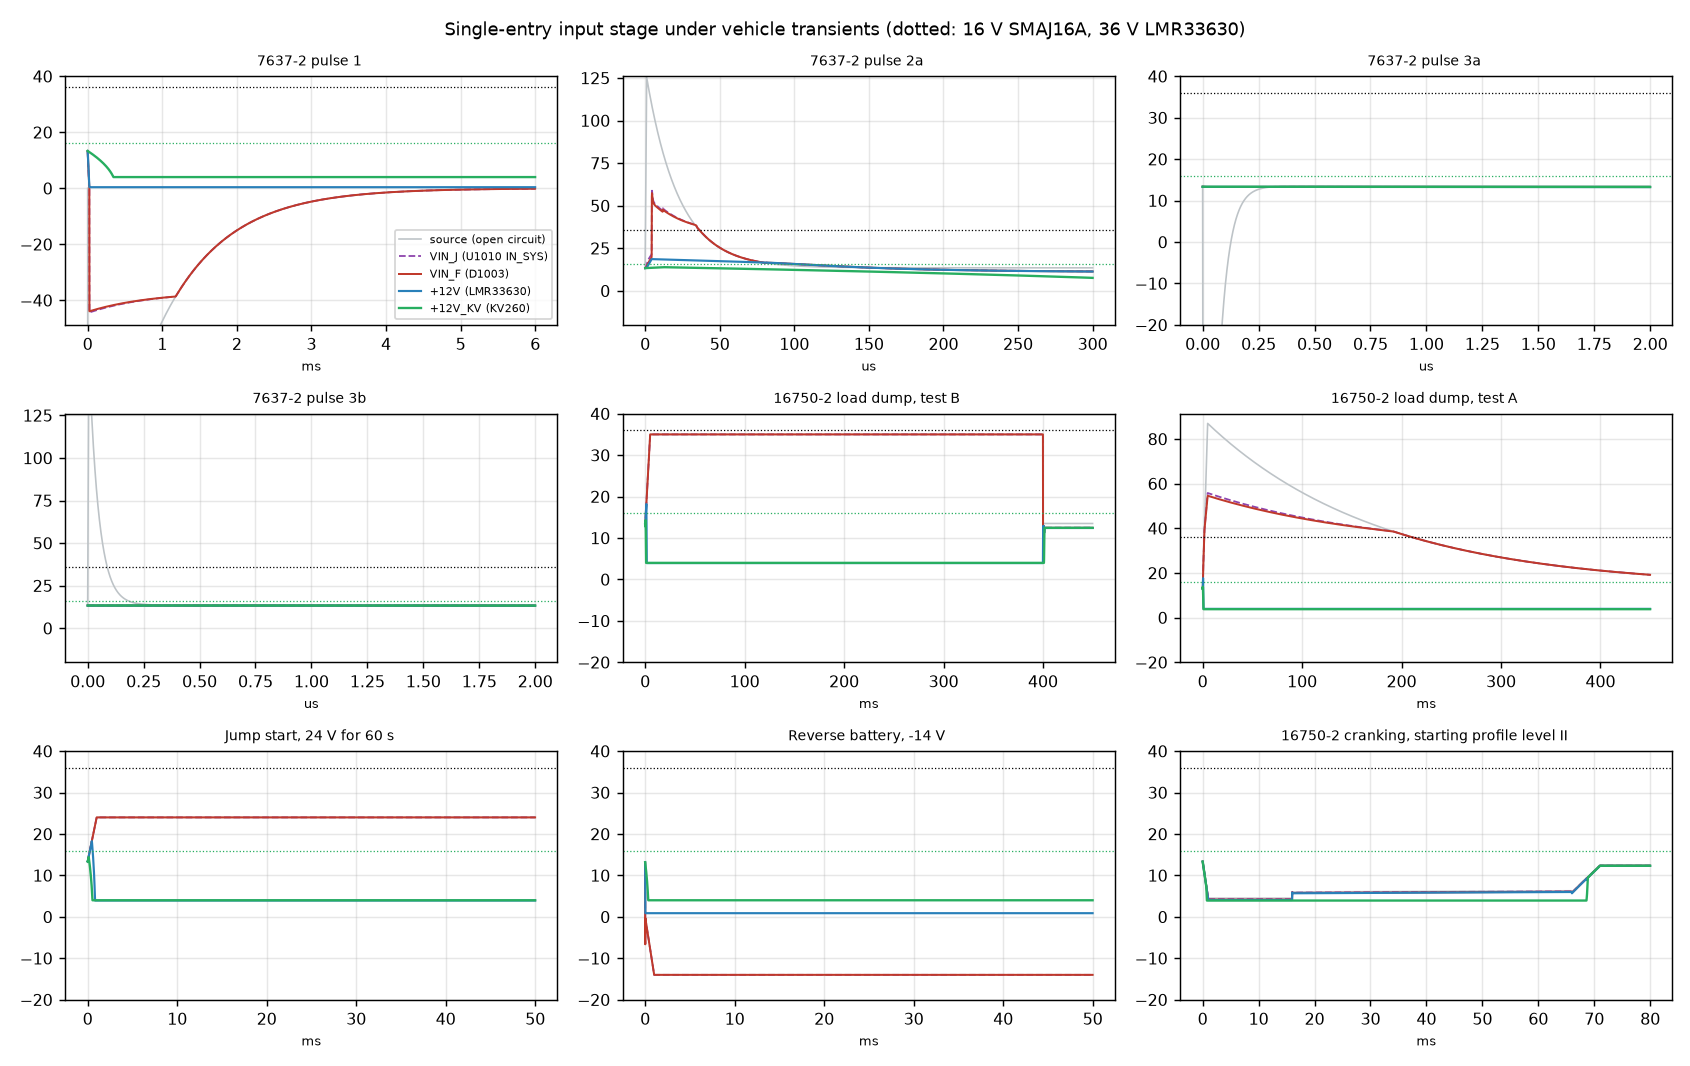 Single-entry input stage under vehicle transients (dotted: 16 V SMAJ16A, 36 V LMR33630)
7637-2 pulse 1
40
20
0
−20
−40
source (open circuit)
VIN_J (U1010 IN_SYS)
VIN_F (D1003)
+12V (LMR33630)
+12V_KV (KV260)
0 1 2 3 4 5 6
ms
7637-2 pulse 2a
125
100
75
50
25
0
0 50 100 150 200 250 300
us
7637-2 pulse 3a
40
30
20
10
0
−10
−20
0.00 0.25 0.50 0.75 1.00 1.25 1.50 1.75 2.00
us
7637-2 pulse 3b
125
100
75
50
25
0
0.00 0.25 0.50 0.75 1.00 1.25 1.50 1.75 2.00
us
16750-2 load dump, test B
40
30
20
10
0
−10
−20
0 100 200 300 400
ms
16750-2 load dump, test A
80
60
40
20
0
−20
0 100 200 300 400
ms
Jump start, 24 V for 60 s
40
30
20
10
0
−10
−20
0 10 20 30 40 50
ms
Reverse battery, -14 V
40
30
20
10
0
−10
−20
0 10 20 30 40 50
ms
16750-2 cranking, starting profile level II
40
30
20
10
0
−10
−20
0 10 20 30 40 50 60 70 80
ms